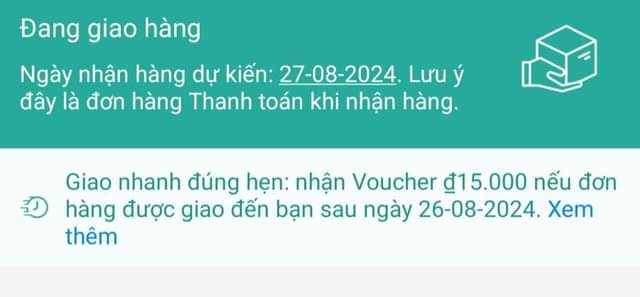 Đang giao hàng
Ngày nhận hàng dự kiến: 27-08-2024. Lưu ý
đây là đơn hàng Thanh toán khi nhận hàng.
Giao nhanh đúng hẹn: nhận Voucher ₫15.000 nếu đơn
hàng được giao đến bạn sau ngày 26-08-2024. Xem
thêm